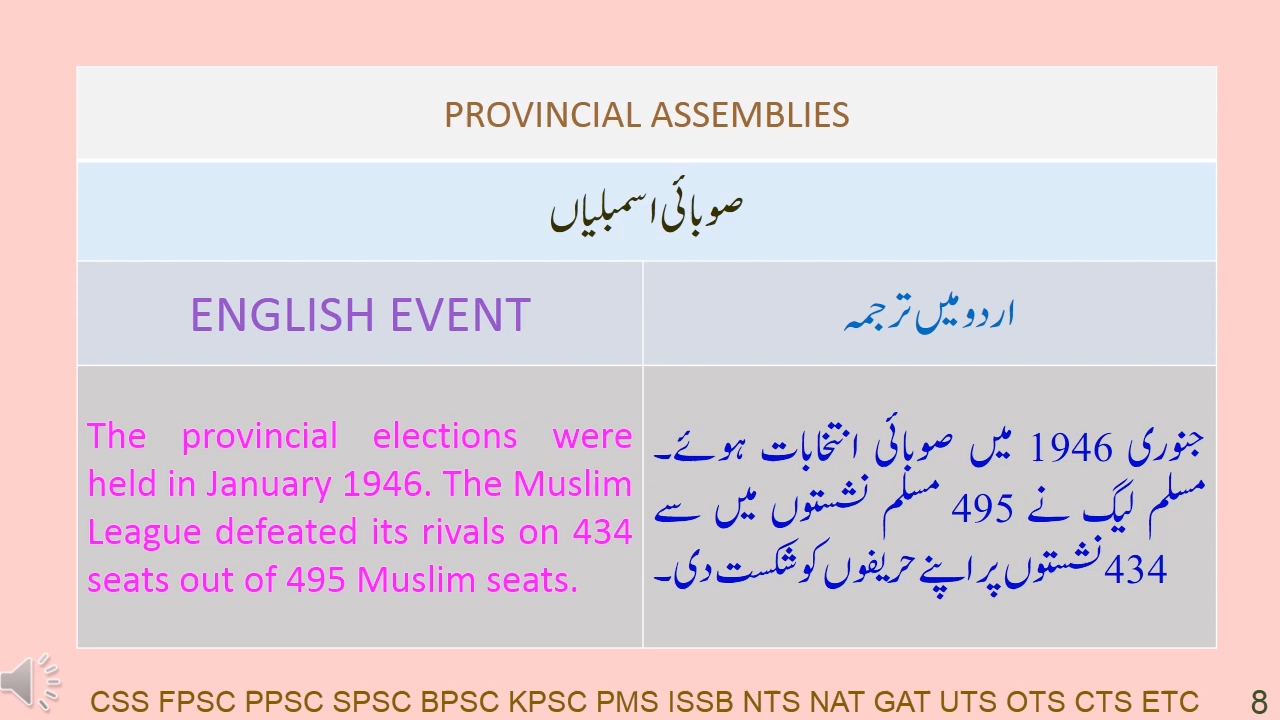 PROVINCIAL ASSEMBLIES
صوبائی اسمبلیاں
ENGLISH EVENT
اردو میں ترجمہ
The provincial elections were
held in January 1946. The Muslim
League defeated its rivals on 434
seats out of 495 Muslim seats.
جنوری 1946 میں صوبائی انتخابات ہوئے۔
مسلم لیگ نے 495 مسلم نشستوں میں سے
434 نشستوں پر اپنے حریفوں کو شکست دی۔
CSS FPSC PPSC SPSC BPSC KPSC PMS ISSB NTS NAT GAT UTS OTS CTS ETC
8